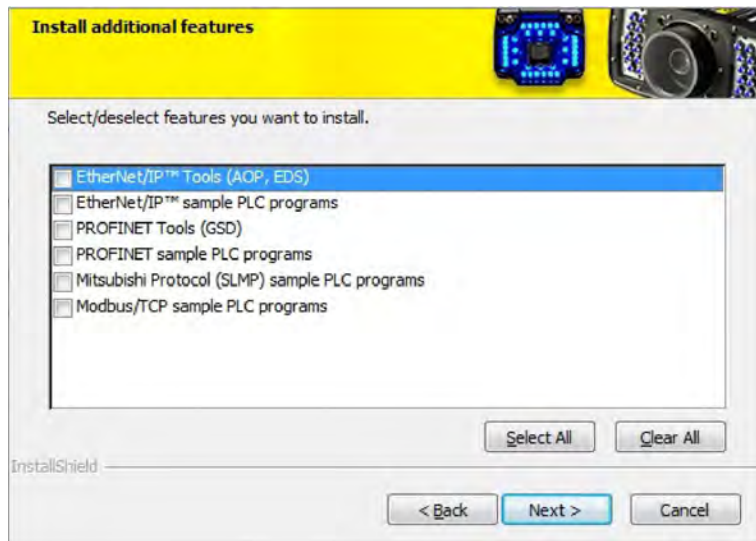 Install additional features
Select/deselect features you want to install.
EtherNet/IP™ Tools (AOP, EDS)
EtherNet/IP™ sample PLC programs
PROFINET Tools (GSD)
PROFINET sample PLC programs
Mitsubishi Protocol (SLMP) sample PLC programs
Modbus/TCP sample PLC programs
Select All
Clear All
InstallShield
< Back
Next >
Cancel